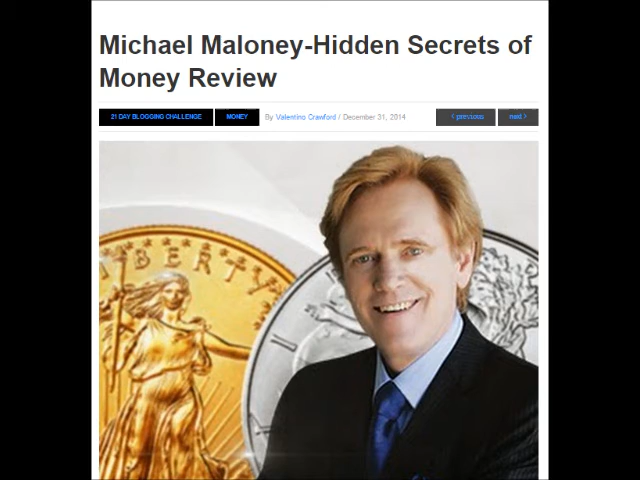 Michael Maloney-Hidden Secrets of
Money Review
21 DAY BLOGGING CHALLENGE MONEY By Valentino Crawford / December 31, 2014 ‹ previous next ›
LIBERTY